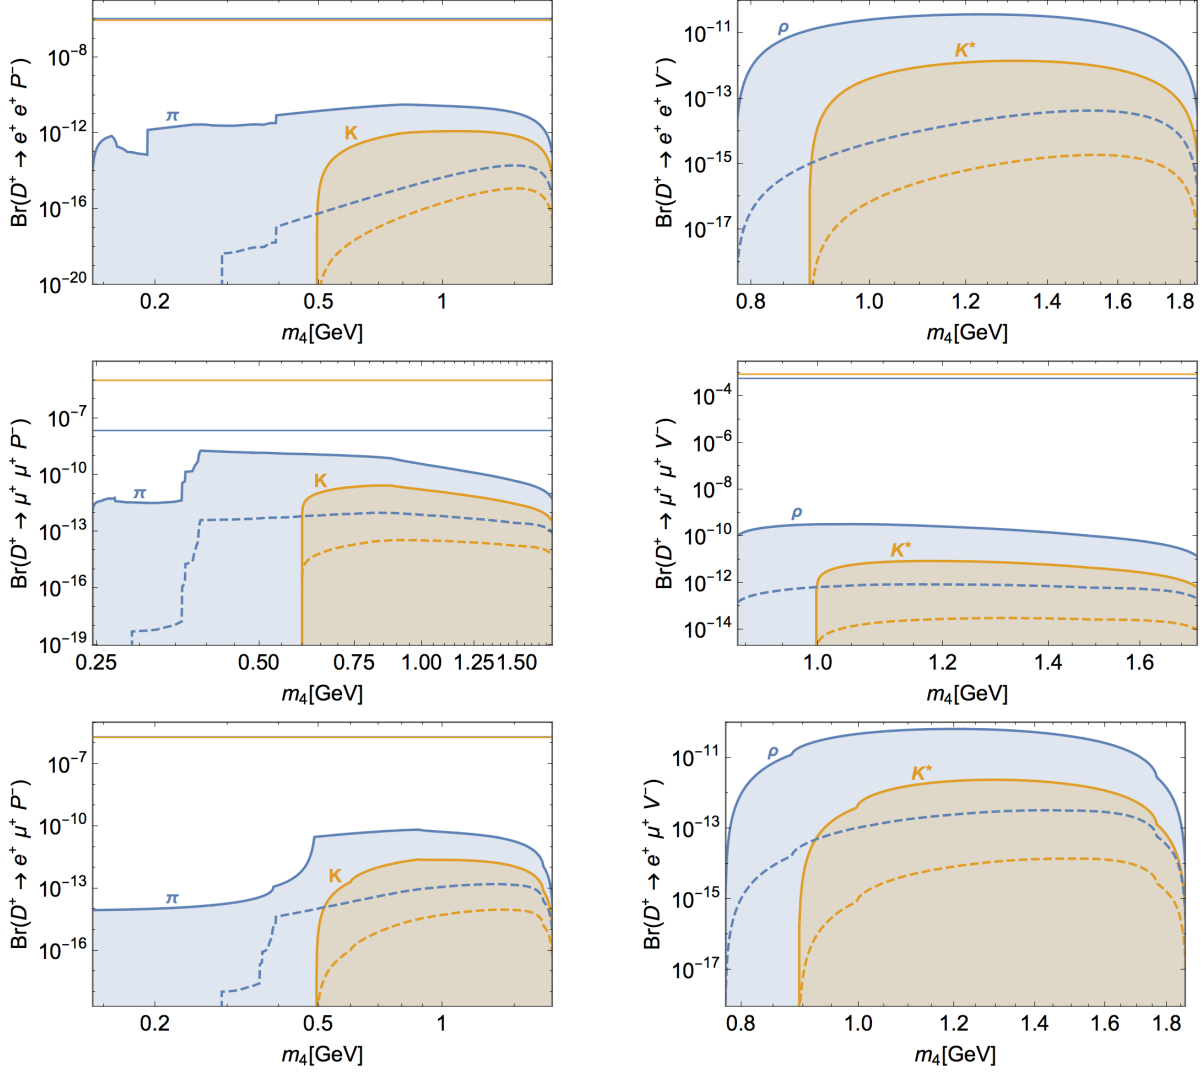 Br(D⁺ → e⁺ e⁺ P⁻)
10⁻⁸
10⁻¹²
10⁻¹⁶
10⁻²⁰
π
K
0.2 0.5 1
m₄[GeV]
Br(D⁺ → e⁺ e⁺ V⁻)
10⁻¹¹
10⁻¹³
10⁻¹⁵
10⁻¹⁷
ρ
K*
0.8 1.0 1.2 1.4 1.6 1.8
m₄[GeV]
Br(D⁺ → μ⁺ μ⁺ P⁻)
10⁻⁷
10⁻¹⁰
10⁻¹³
10⁻¹⁶
10⁻¹⁹
π
K
0.25 0.50 0.75 1.00 1.25 1.50
m₄[GeV]
Br(D⁺ → μ⁺ μ⁺ V⁻)
10⁻⁴
10⁻⁶
10⁻⁸
10⁻¹⁰
10⁻¹²
10⁻¹⁴
ρ
K*
1.0 1.2 1.4 1.6
m₄[GeV]
Br(D⁺ → e⁺ μ⁺ P⁻)
10⁻⁷
10⁻¹⁰
10⁻¹³
10⁻¹⁶
π
K
0.2 0.5 1
m₄[GeV]
Br(D⁺ → e⁺ μ⁺ V⁻)
10⁻¹¹
10⁻¹³
10⁻¹⁵
10⁻¹⁷
ρ
K*
0.8 1.0 1.2 1.4 1.6 1.8
m₄[GeV]